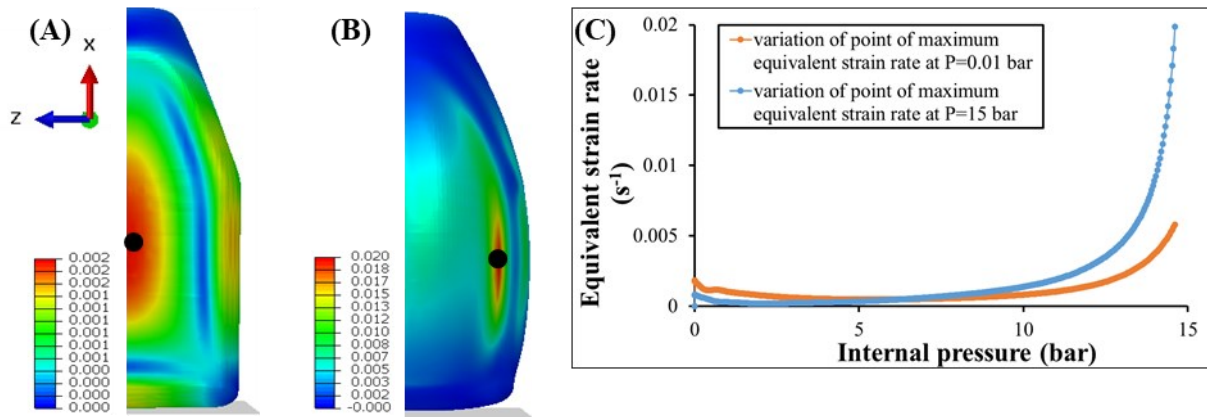 (A)
X
Z
0.002
0.002
0.002
0.001
0.001
0.001
0.001
0.001
0.001
0.000
0.000
0.000
(B)
0.020
0.018
0.017
0.015
0.013
0.012
0.010
0.008
0.007
0.005
0.003
0.002
-0.000
(C)
Equivalent strain rate
(s-1)
0.02
0.015
0.01
0.005
0
variation of point of maximum
equivalent strain rate at P=0.01 bar
variation of point of maximum
equivalent strain rate at P=15 bar
0 5 10 15
Internal pressure (bar)